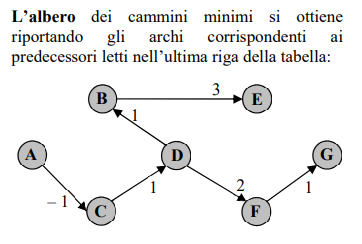 L'albero dei cammini minimi si ottiene
riportando gli archi corrispondenti ai
predecessori letti nell'ultima riga della tabella:
B 3 E
1
A D G
– 1 1 2 1
C F